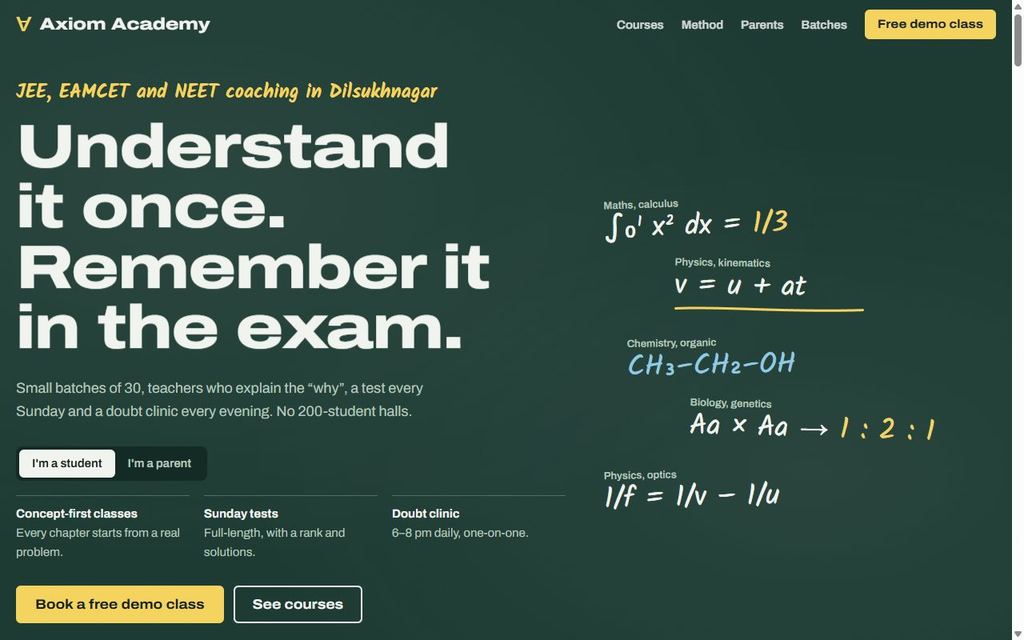 ∀ Axiom Academy
Courses Method Parents Batches Free demo class
JEE, EAMCET and NEET coaching in Dilsukhnagar
Understand
it once.
Remember it
in the exam.
Small batches of 30, teachers who explain the “why”, a test every
Sunday and a doubt clinic every evening. No 200-student halls.
I'm a student I'm a parent
Concept-first classes
Every chapter starts from a real
problem.
Sunday tests
Full-length, with a rank and
solutions.
Doubt clinic
6–8 pm daily, one-on-one.
Book a free demo class See courses
Maths, calculus
∫₀¹ x² dx = 1/3
Physics, kinematics
v = u + at
Chemistry, organic
CH₃–CH₂–OH
Biology, genetics
Aa × Aa → 1 : 2 : 1
Physics, optics
1/f = 1/v − 1/u